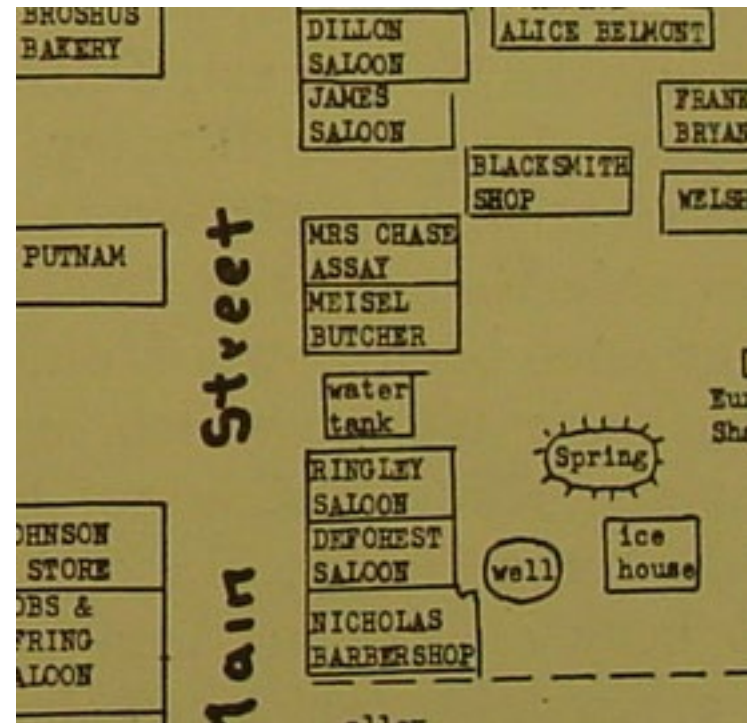 BROSHUS
BAKERY
DILLON
SALOON
JAMES
SALOON
ALICE BELMONT
FRANK
BLACKSMITH
SHOP
PUTNAM
MRS CHASE
ASSAY
MEISEL
BUTCHER
water
tank
Spring
RINGLEY
SALOON
DEFOREST
SALOON
well
ice
house
NICHOLAS
BARBERSHOP
STORE
Main Street